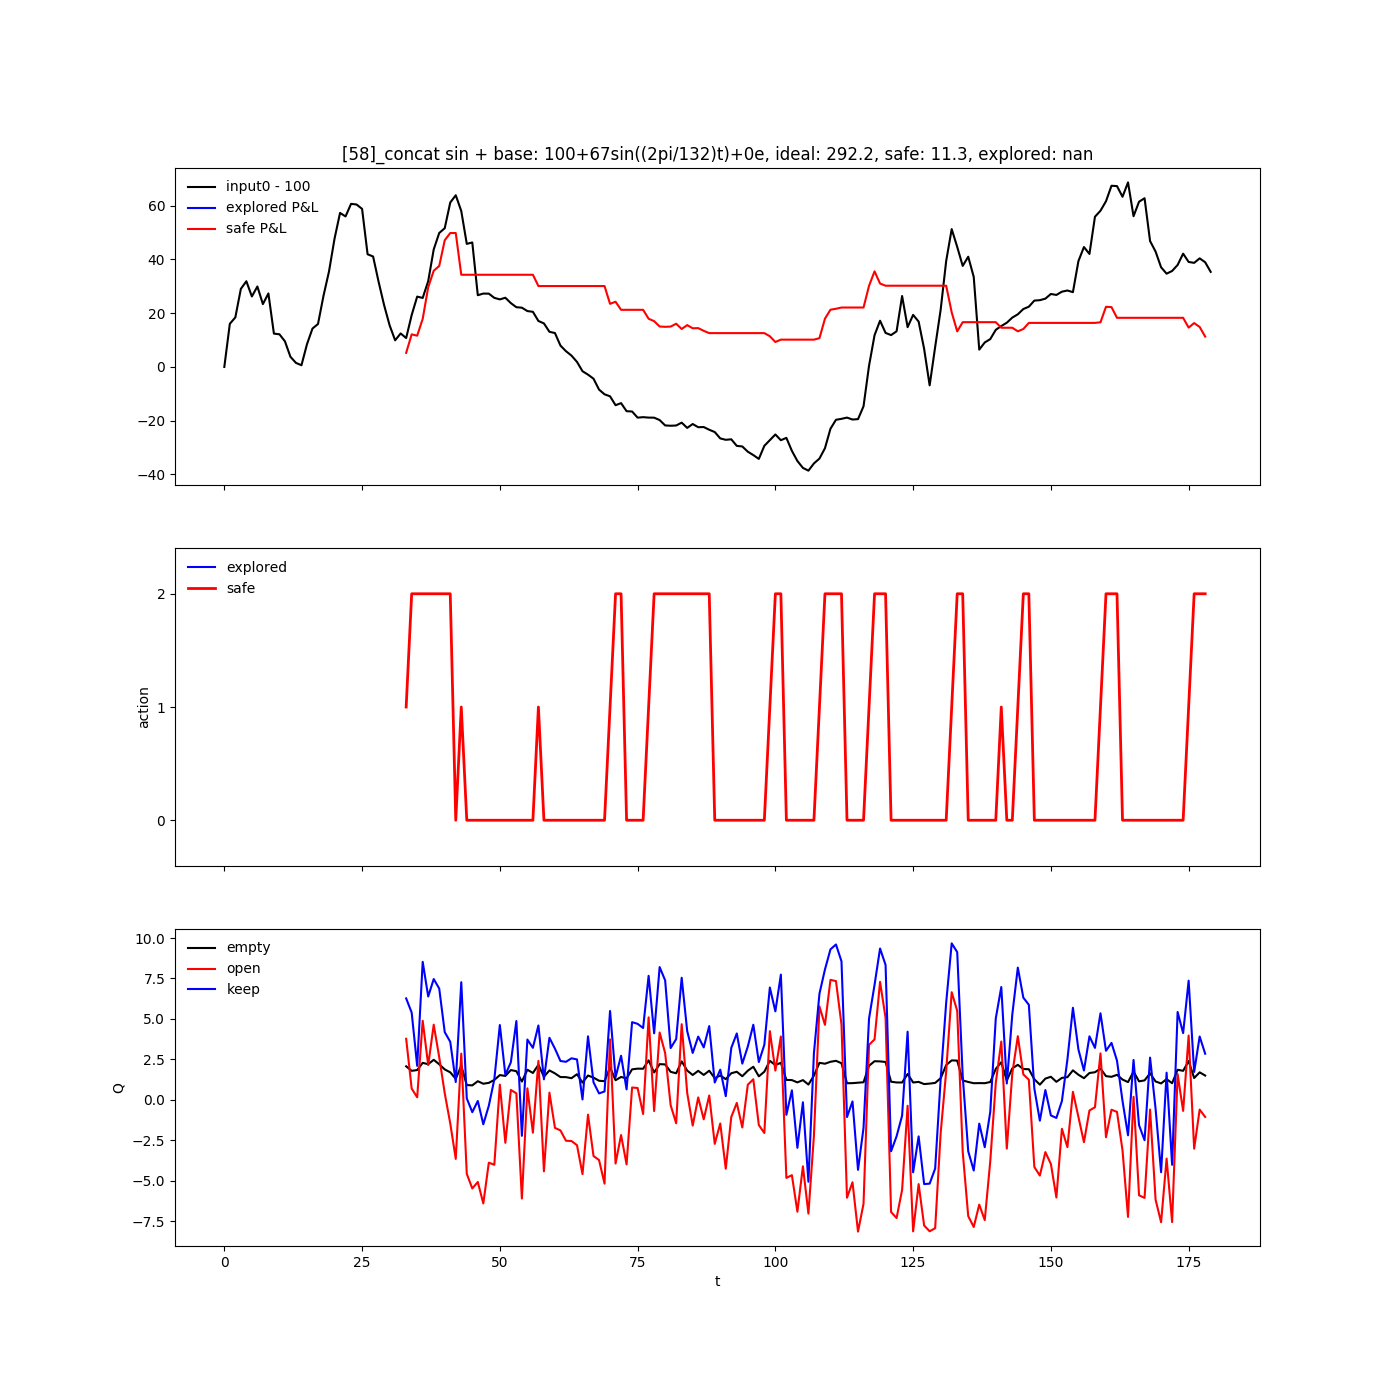 [58]_concat sin + base: 100+67sin((2pi/132)t)+0e, ideal: 292.2, safe: 11.3, explored: nan
input0 - 100
explored P&L
safe P&L
60
40
20
0
−20
−40
explored
safe
2
1
0
action
empty
open
keep
10.0
7.5
5.0
2.5
0.0
−2.5
−5.0
−7.5
Q
0 25 50 75 100 125 150 175
t